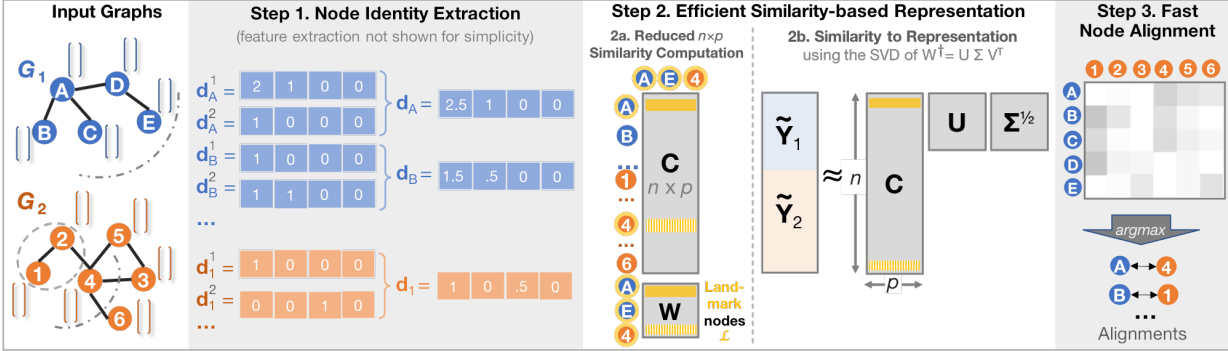 Input Graphs
G1
A
D
B
C
E
G2
2
5
1
4
3
6
Step 1. Node Identity Extraction
(feature extraction not shown for simplicity)
d_A^1 = 2 1 0 0
d_A^2 = 1 0 0 0
d_A = 2.5 1 0 0
d_B^1 = 1 0 0 0
d_B^2 = 1 1 0 0
d_B = 1.5 .5 0 0
...
d_1^1 = 1 0 0 0
d_1^2 = 0 0 1 0
d_1 = 1 0 .5 0
...
Step 2. Efficient Similarity-based Representation
2a. Reduced n×p
Similarity Computation
A E 4
A
B
...
1
...
4
...
6
C
n x p
A
E
4
W
Land-
mark
nodes
ℒ
2b. Similarity to Representation
using the SVD of W† = U Σ Vᵀ
Ỹ1
Ỹ2
≈
n
C
p
U
Σ½
Step 3. Fast
Node Alignment
1 2 3 4 5 6
A
B
C
D
E
argmax
A ↔ 4
B ↔ 1
...
Alignments